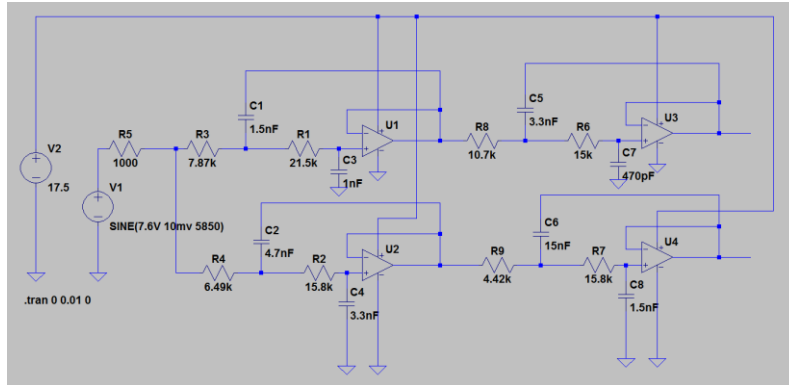 C1
1.5nF
C5
3.3nF
V2
17.5
R5
1000
R3
7.87k
R1
21.5k
U1
C3
1nF
R8
10.7k
R6
15k
U3
C7
470pF
V1
SINE(7.6V 10mv 5850)
C2
4.7nF
C6
15nF
R4
6.49k
R2
15.8k
U2
C4
3.3nF
R9
4.42k
R7
15.8k
U4
C8
1.5nF
.tran 0 0.01 0